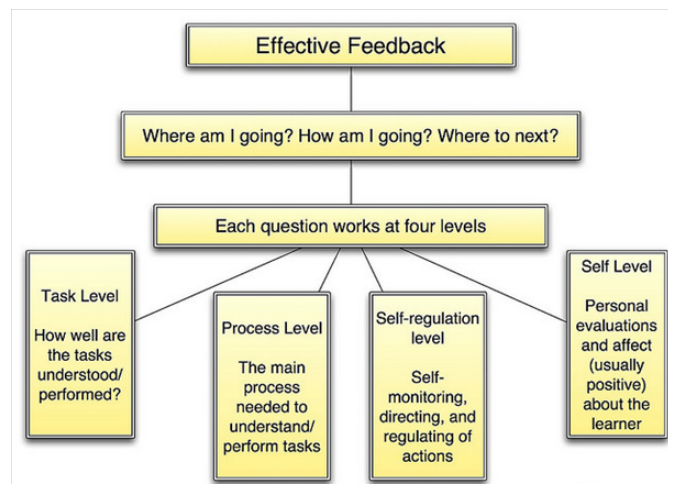 Effective Feedback
Where am I going? How am I going? Where to next?
Each question works at four levels
Task Level
How well are
the tasks
understood/
performed?
Process Level
The main
process
needed to
understand/
perform tasks
Self-regulation
level
Self-
monitoring,
directing, and
regulating of
actions
Self Level
Personal
evaluations
and affect
(usually
positive)
about the
learner